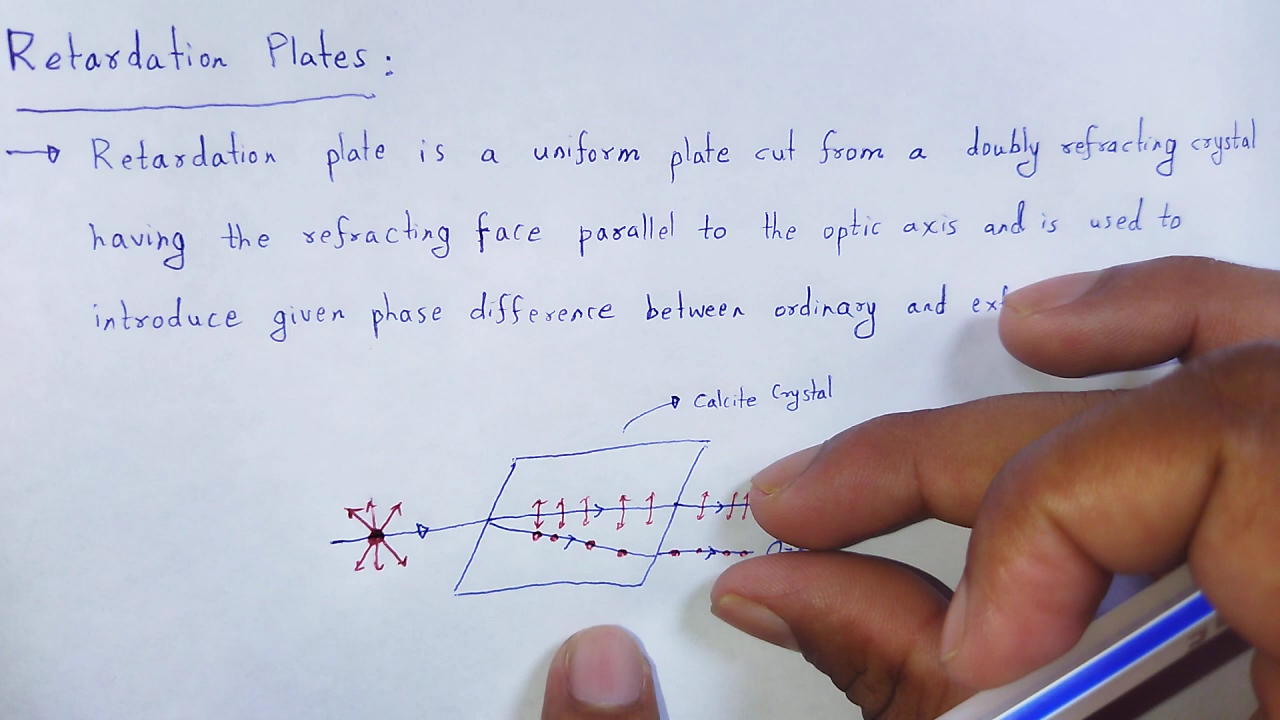 Retardation Plates:
Retardation plate is a uniform plate cut from a doubly refracting crystal
having the refracting face parallel to the optic axis and is used to
introduce given phase difference between ordinary and
Calcite Crystal